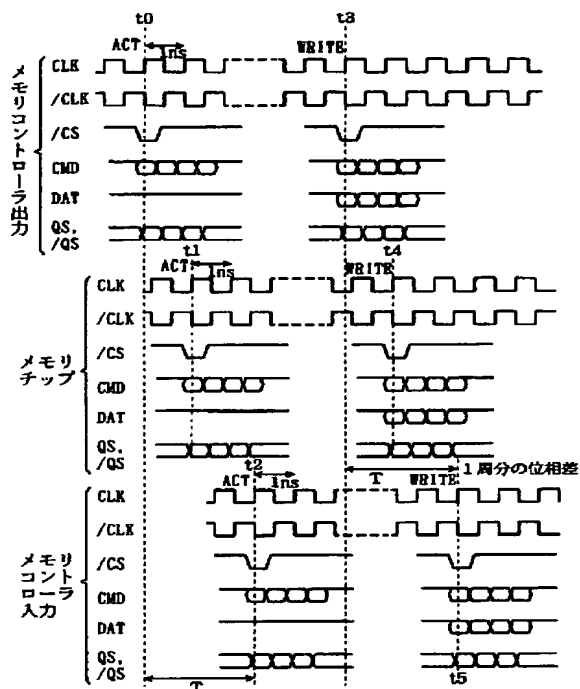 t0
t3
ACT
1ns
WRITE
CLK
/CLK
/CS
CMD
DAT
QS,
/QS
メモリコントローラ出力
t1
t4
ACT
1ns
WRITE
CLK
/CLK
/CS
CMD
DAT
QS,
/QS
メモリ
チップ
t2
T
1周分の位相差
ACT
1ns
WRITE
CLK
/CLK
/CS
CMD
DAT
QS,
/QS
メモリ
コント
ローラ
入力
T
t5